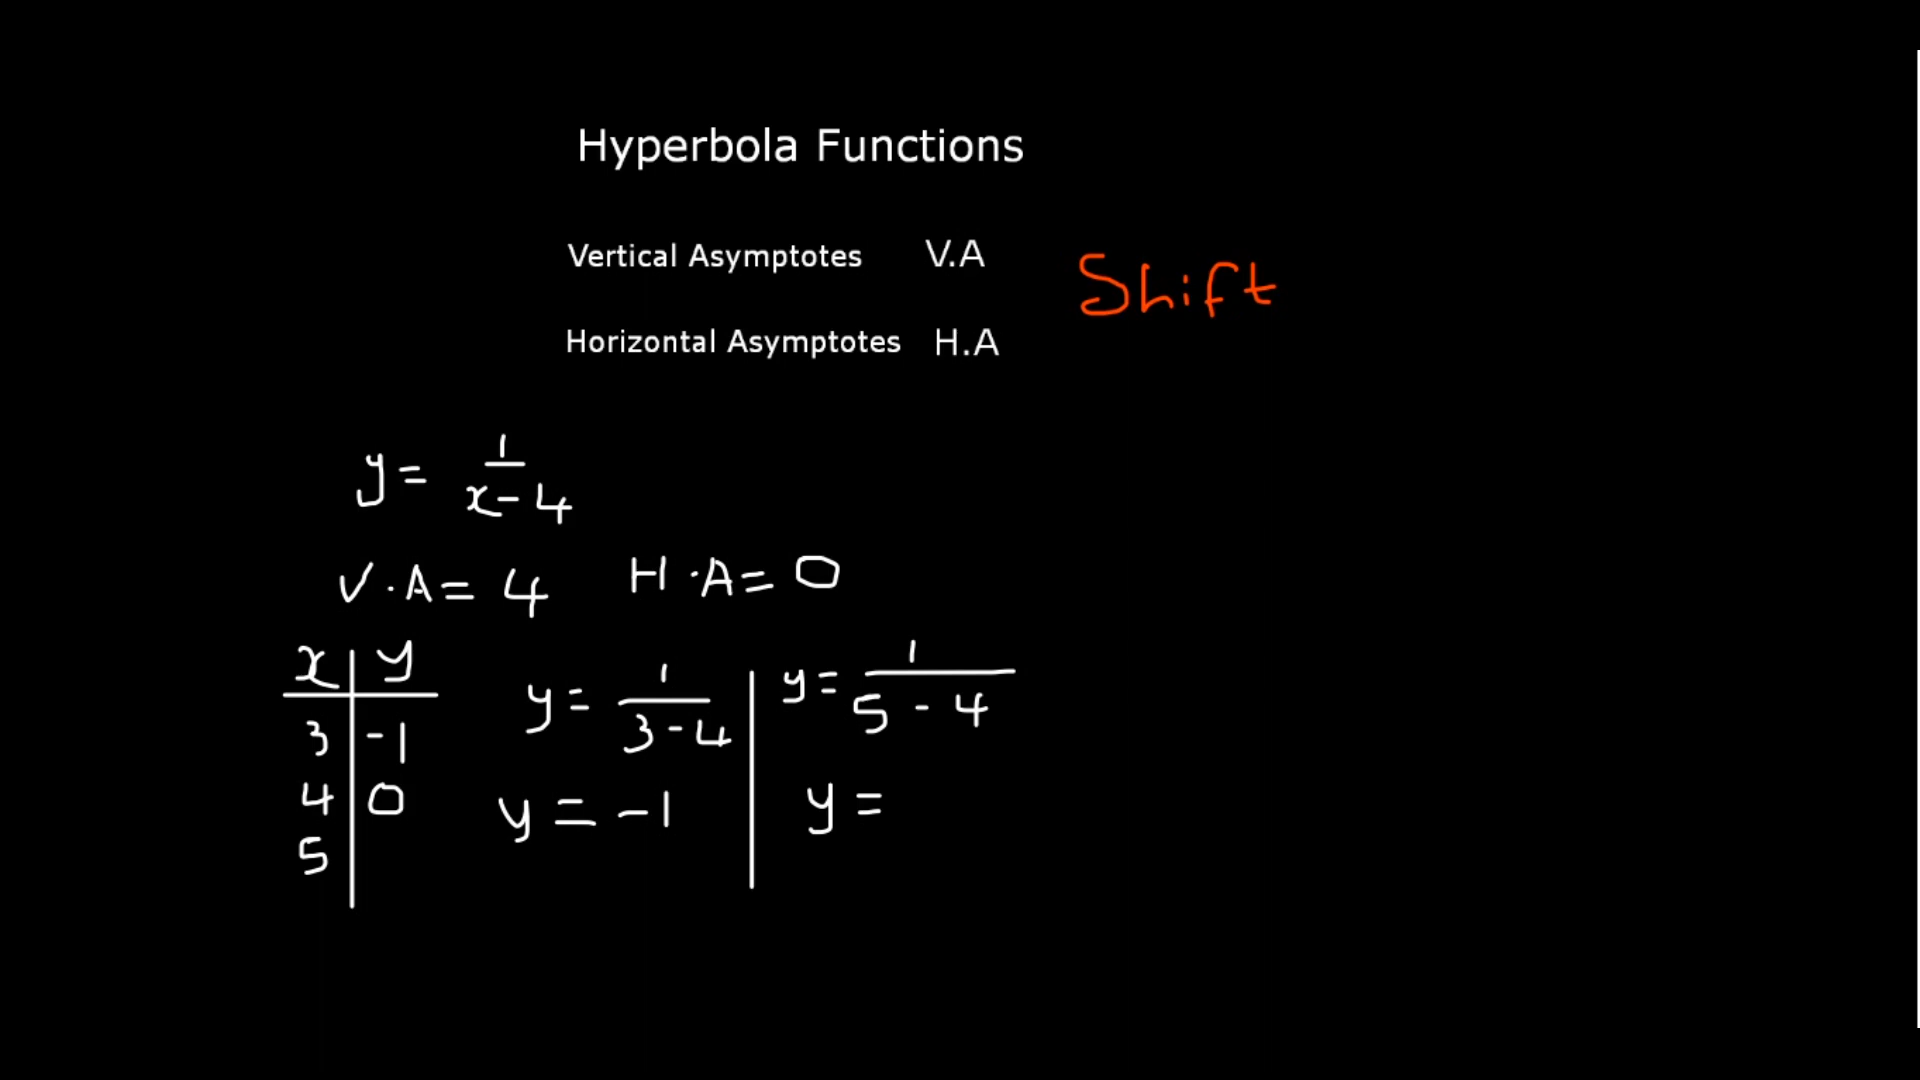 Hyperbola Functions
Vertical Asymptotes V.A
Shift
Horizontal Asymptotes H.A
y = 1/(x-4)
V.A = 4 H.A = 0
x y
3 -1
4 0
5
y = 1/(3-4)
y = -1
y = 1/(5-4)
y =